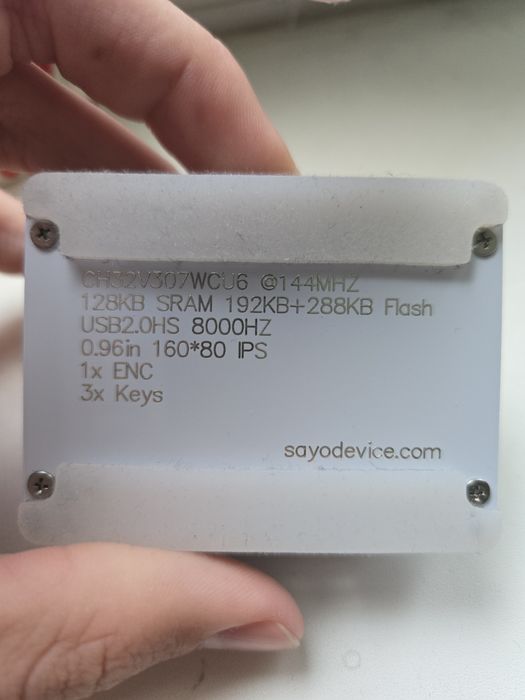 CH32V307WCU6 @144MHZ
128KB SRAM 192KB+288KB Flash
USB2.0HS 8000HZ
0.96in 160*80 IPS
1x ENC
3x Keys
sayodevice.com